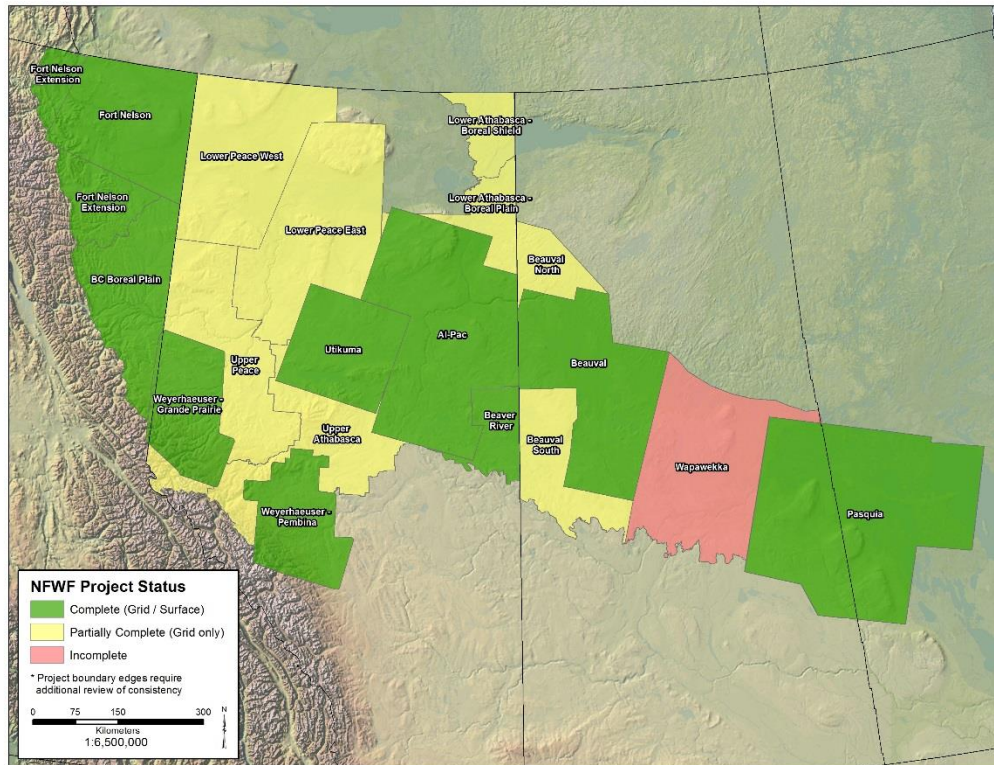 Fort Nelson
Extension
Fort Nelson
Lower Athabasca -
Boreal Shield
Lower Peace West
Fort Nelson
Extension
Lower Athabasca -
Boreal Plain
Lower Peace East
Beauval
North
BC Boreal Plain
Al-Pac
Utikuma
Beauval
Upper
Peace
Weyerhaeuser -
Grande Prairie
Beaver
River
Upper
Athabasca
Beauval
South
Wapawekka
Weyerhaeuser -
Pembina
Pasquia
NFWF Project Status
Complete (Grid / Surface)
Partially Complete (Grid only)
Incomplete
* Project boundary edges require
additional review of consistency
0 75 150 300
Kilometers
1:6,500,000
N